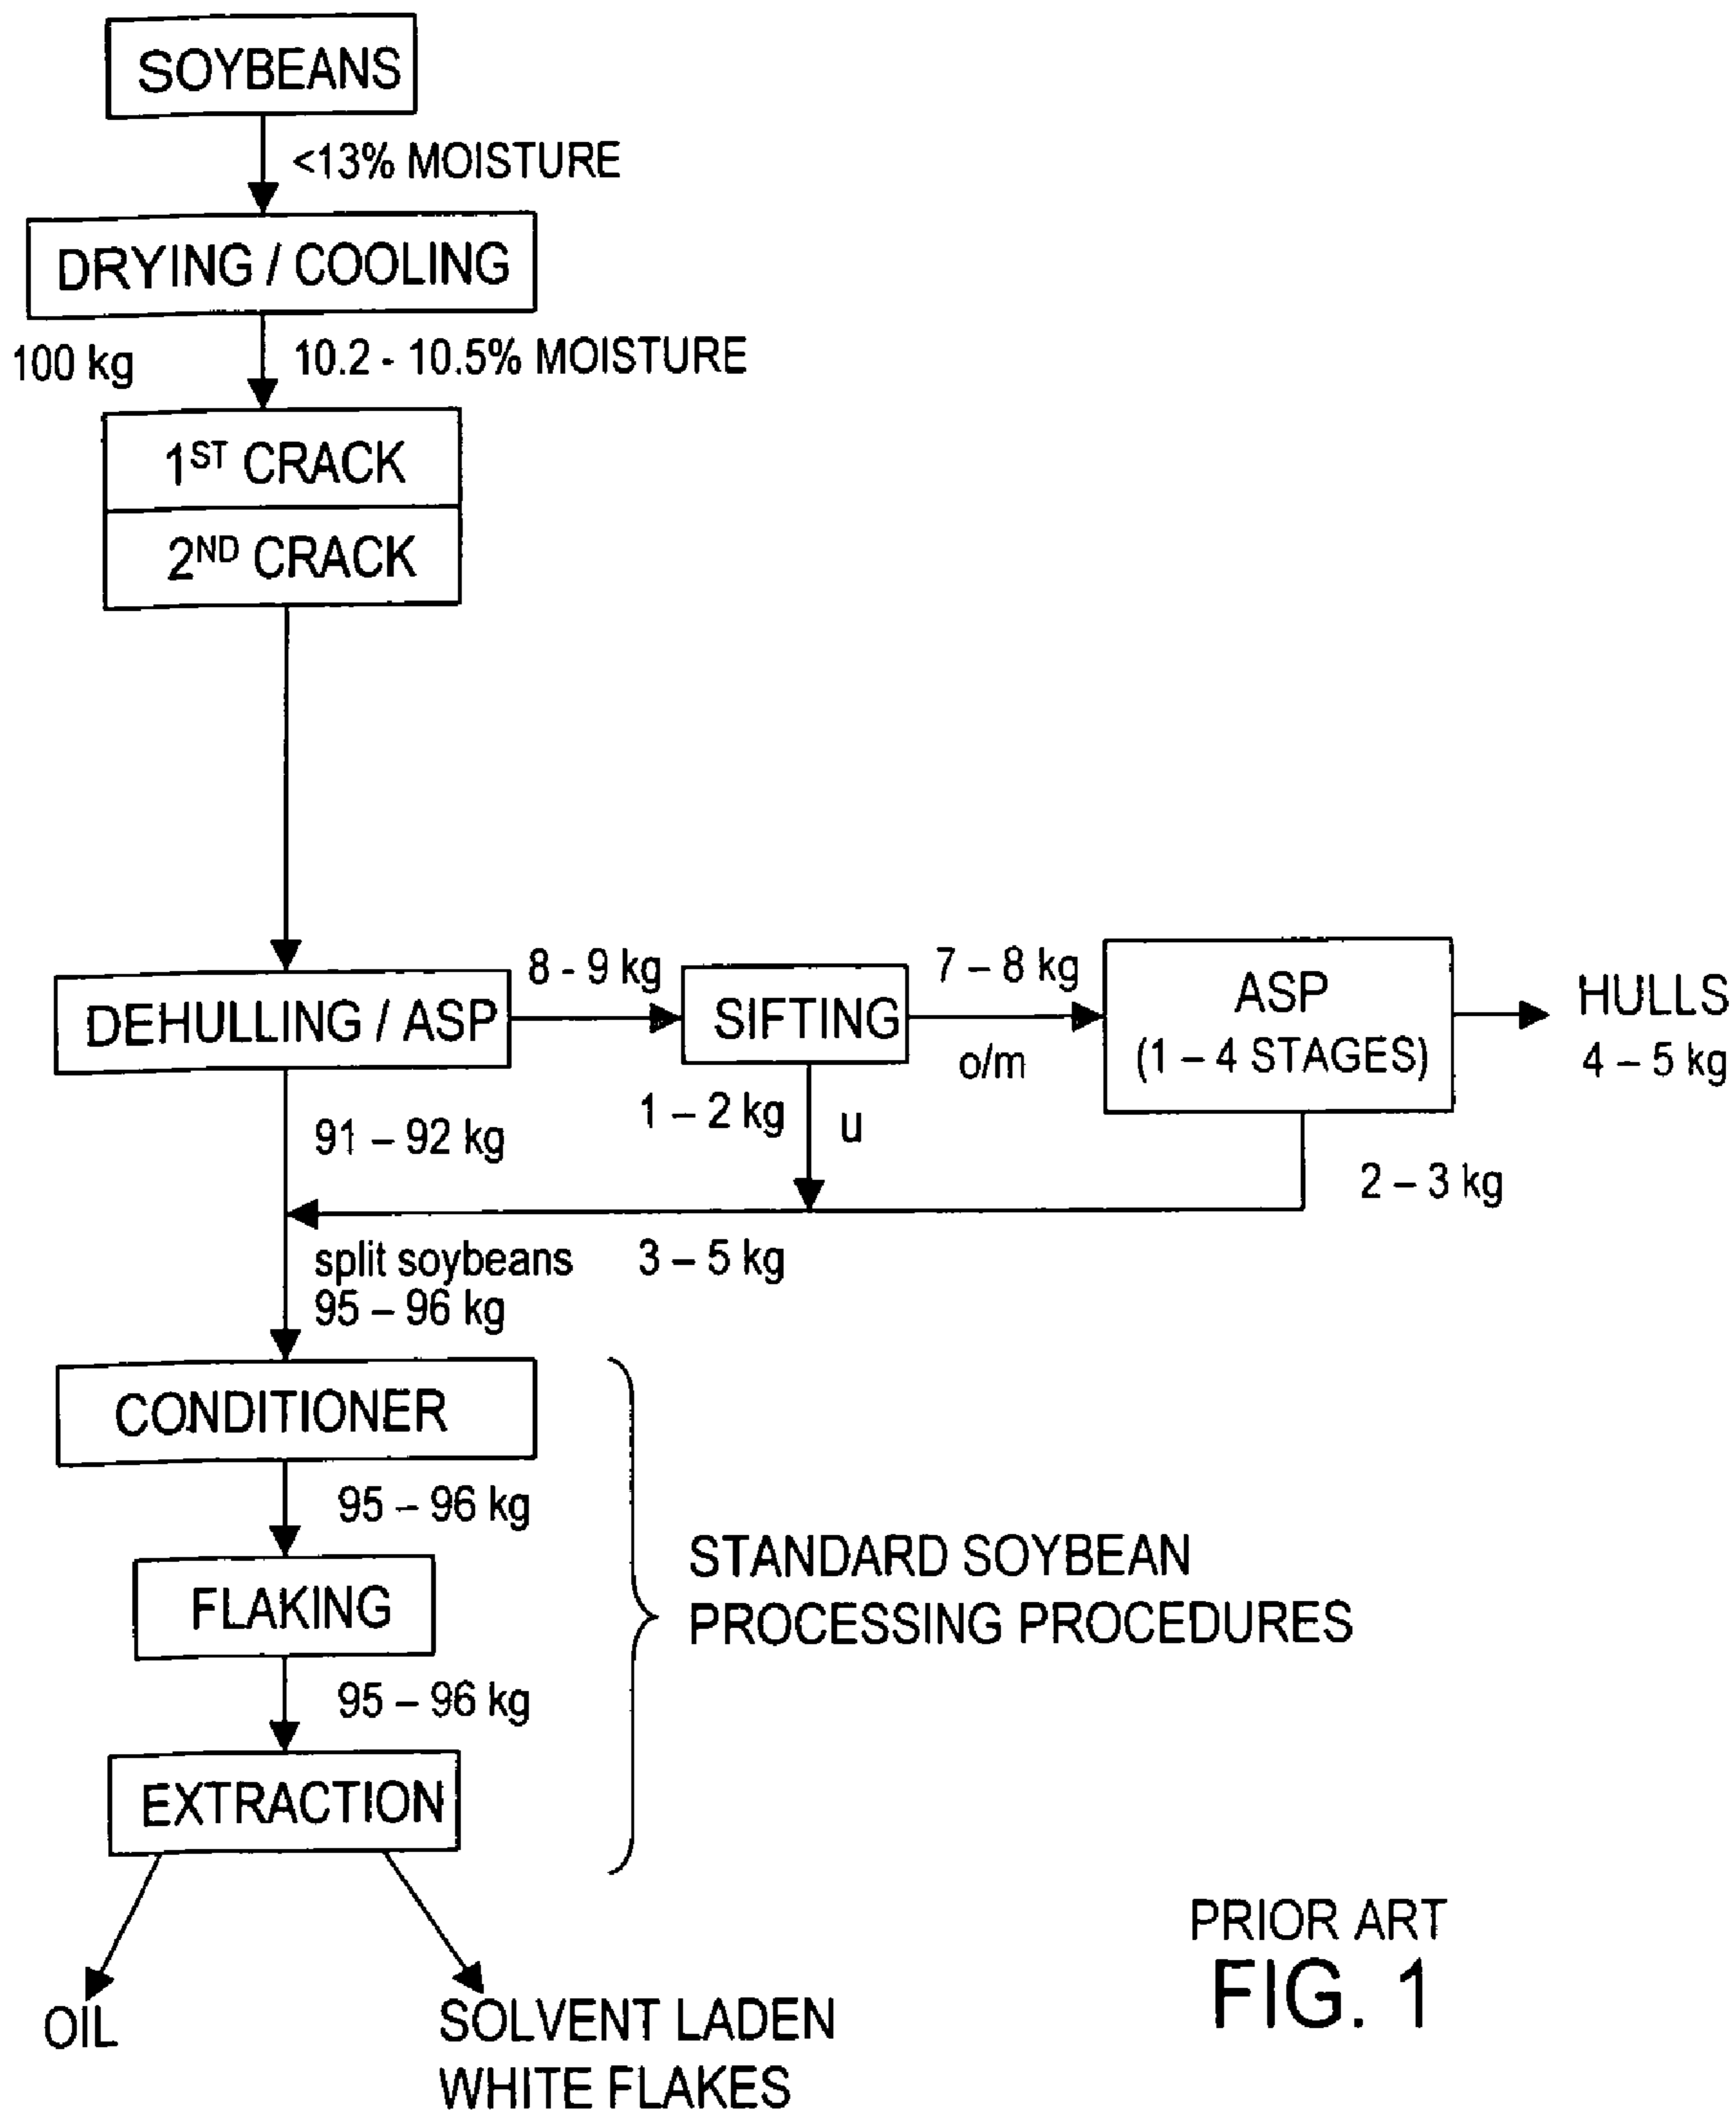 SOYBEANS
<13% MOISTURE
DRYING / COOLING
100 kg
10.2 - 10.5% MOISTURE
1ST CRACK
2ND CRACK
DEHULLING / ASP
8 - 9 kg
SIFTING
7 – 8 kg
o/m
ASP
(1 – 4 STAGES)
HULLS
4 – 5 kg
91 – 92 kg
1 – 2 kg
u
2 – 3 kg
split soybeans
95 – 96 kg
3 – 5 kg
CONDITIONER
95 – 96 kg
FLAKING
95 – 96 kg
EXTRACTION
STANDARD SOYBEAN
PROCESSING PROCEDURES
OIL
SOLVENT LADEN
WHITE FLAKES
PRIOR ART
FIG. 1